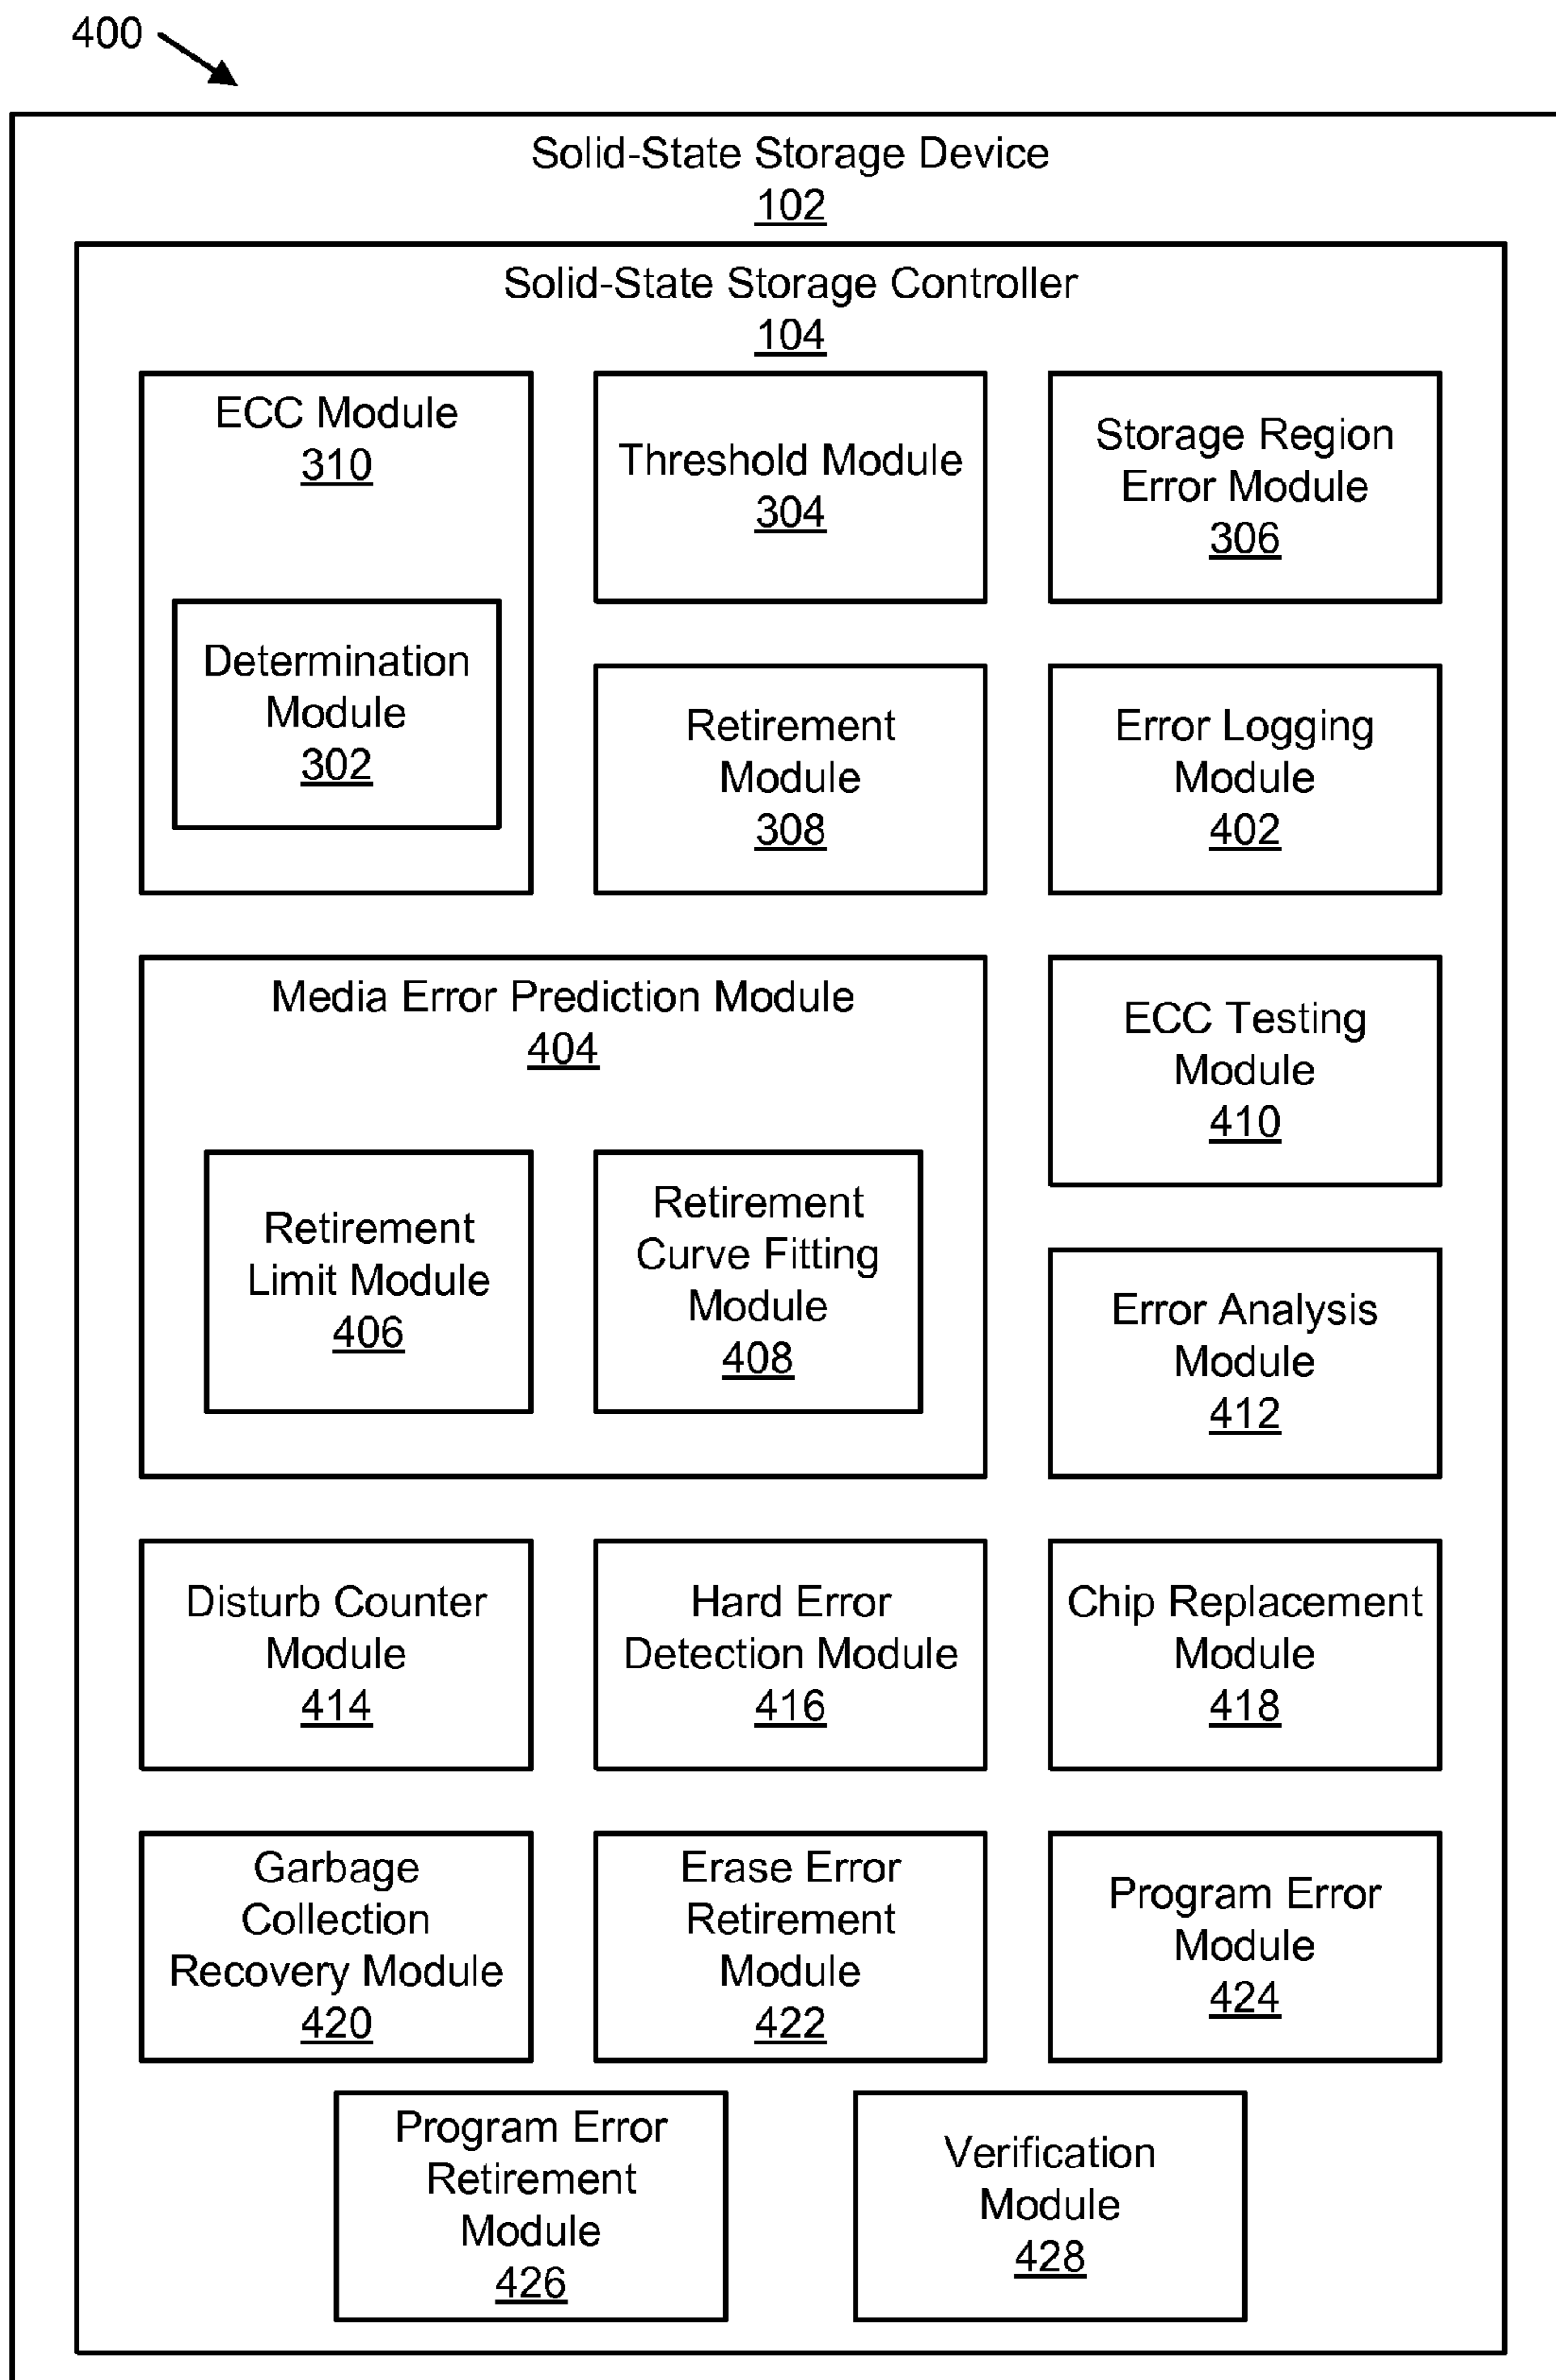 400
Solid-State Storage Device
102
Solid-State Storage Controller
104
ECC Module
310
Determination
Module
302
Threshold Module
304
Storage Region
Error Module
306
Retirement
Module
308
Error Logging
Module
402
Media Error Prediction Module
404
Retirement
Limit Module
406
Retirement
Curve Fitting
Module
408
ECC Testing
Module
410
Error Analysis
Module
412
Disturb Counter
Module
414
Hard Error
Detection Module
416
Chip Replacement
Module
418
Garbage
Collection
Recovery Module
420
Erase Error
Retirement
Module
422
Program Error
Module
424
Program Error
Retirement
Module
426
Verification
Module
428